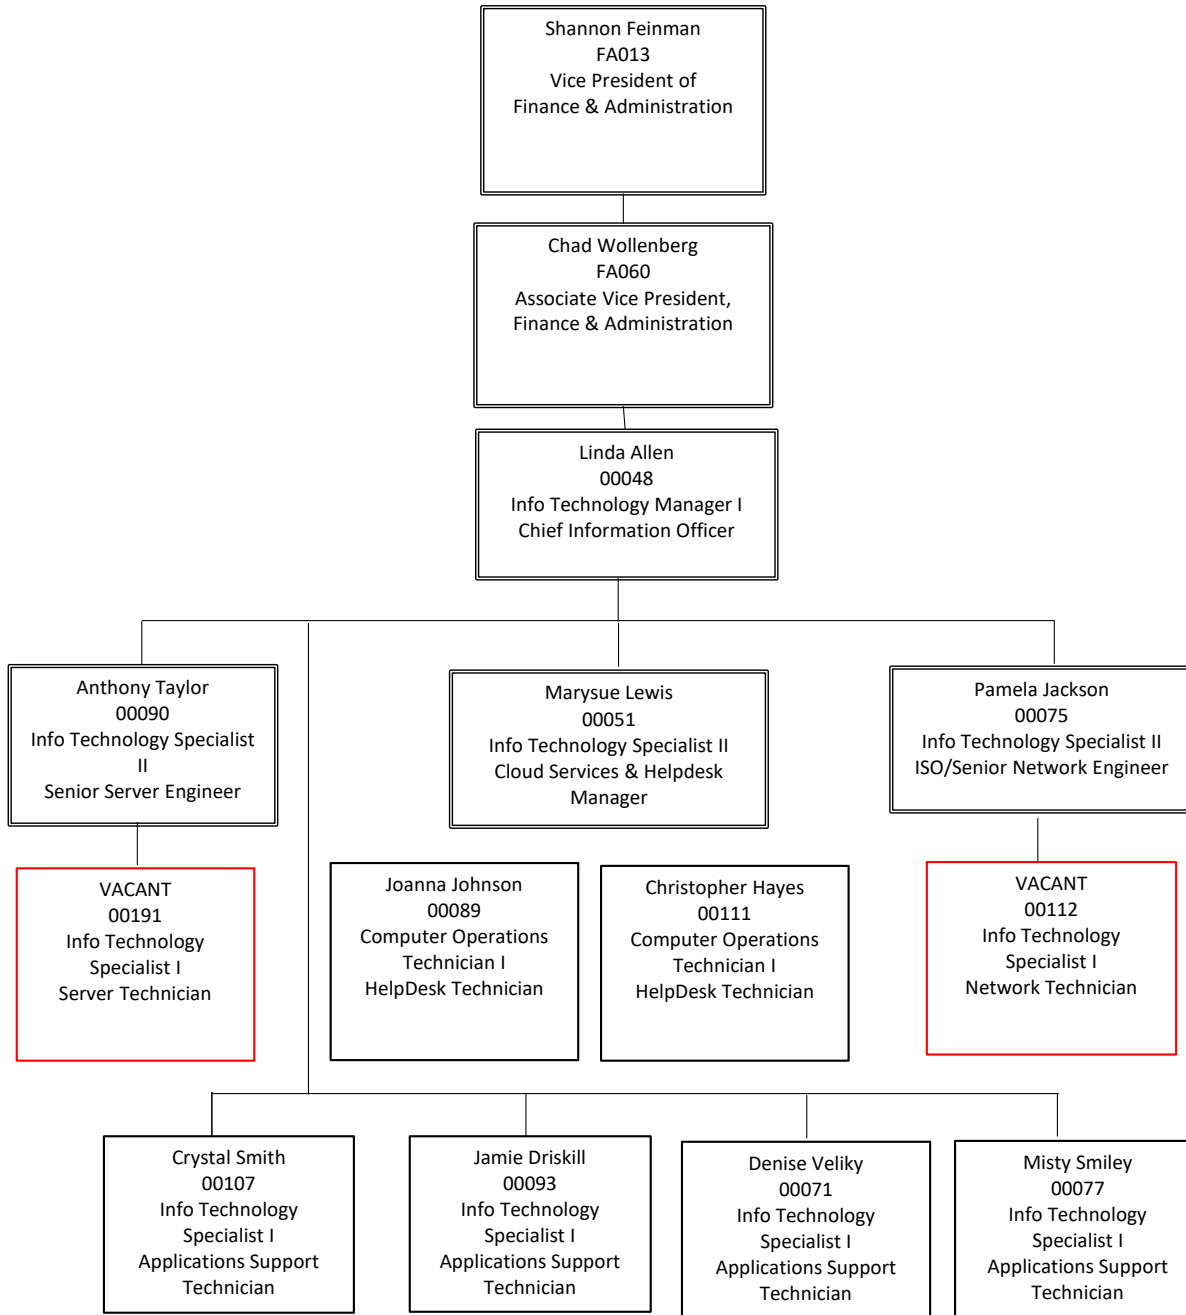 Shannon Feinman
FA013
Vice President of
Finance & Administration
Chad Wollenberg
FA060
Associate Vice President,
Finance & Administration
Linda Allen
00048
Info Technology Manager I
Chief Information Officer
Anthony Taylor
00090
Info Technology Specialist
II
Senior Server Engineer
Marysue Lewis
00051
Info Technology Specialist II
Cloud Services & Helpdesk
Manager
Pamela Jackson
00075
Info Technology Specialist II
ISO/Senior Network Engineer
VACANT
00191
Info Technology
Specialist I
Server Technician
Joanna Johnson
00089
Computer Operations
Technician I
HelpDesk Technician
Christopher Hayes
00111
Computer Operations
Technician I
HelpDesk Technician
VACANT
00112
Info Technology
Specialist I
Network Technician
Crystal Smith
00107
Info Technology
Specialist I
Applications Support
Technician
Jamie Driskill
00093
Info Technology
Specialist I
Applications Support
Technician
Denise Veliky
00071
Info Technology
Specialist I
Applications Support
Technician
Misty Smiley
00077
Info Technology
Specialist I
Applications Support
Technician